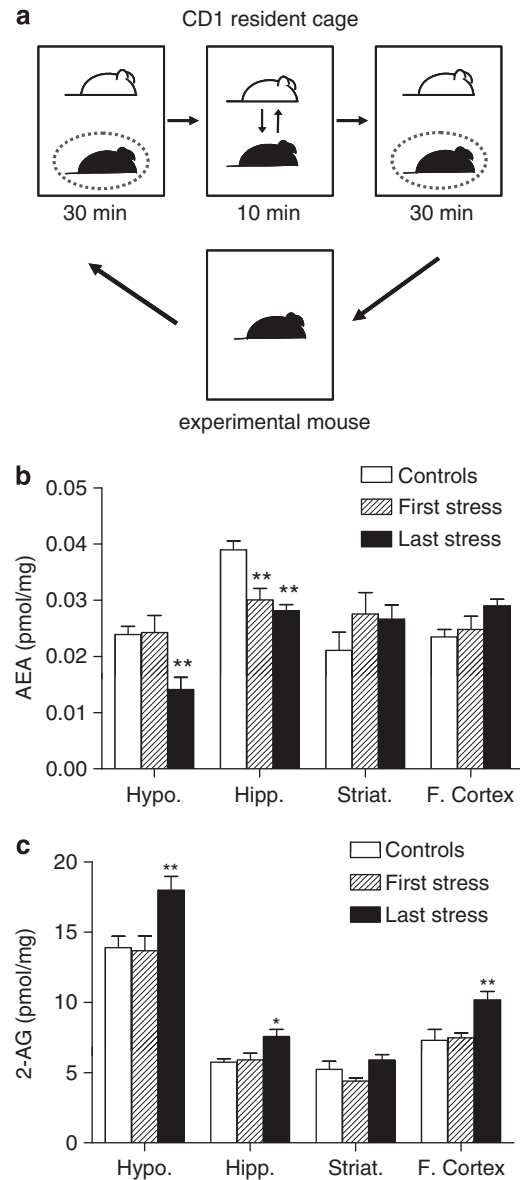 a
CD1 resident cage
30 min
10 min
30 min
experimental mouse
b
Controls
First stress
Last stress
AEA (pmol/mg)
0.05
0.04
0.03
0.02
0.01
0.00
**
**
**
Hypo.
Hipp.
Striat.
F. Cortex
c
Controls
First stress
Last stress
2-AG (pmol/mg)
20
15
10
5
0
**
*
**
Hypo.
Hipp.
Striat.
F. Cortex